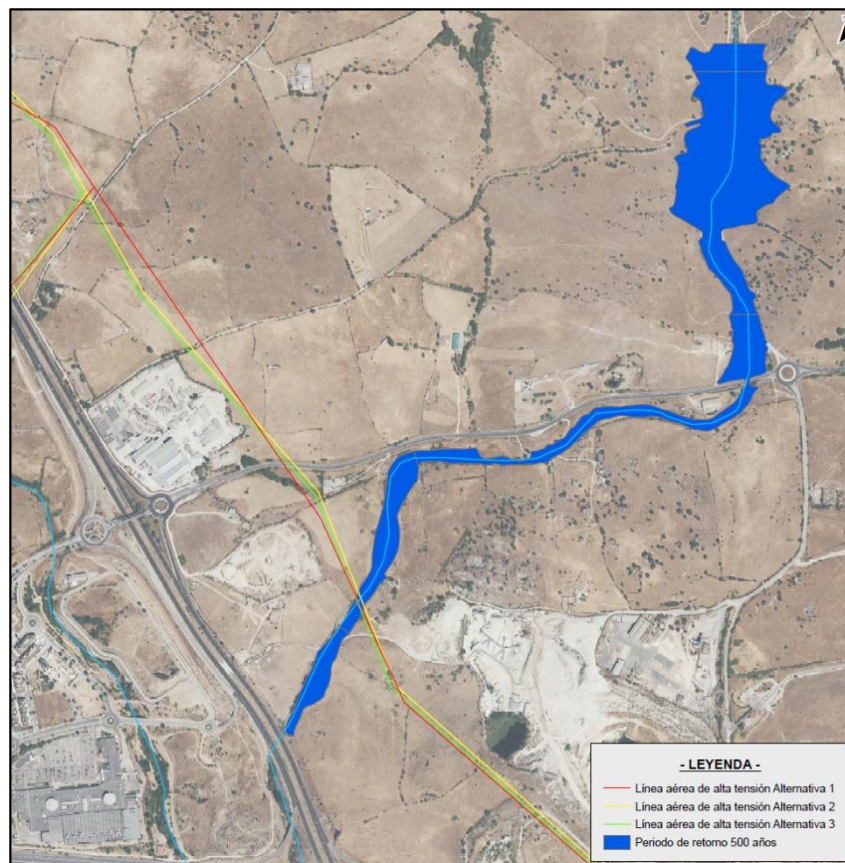 - LEYENDA -
Línea aérea de alta tensión Alternativa 1
Línea aérea de alta tensión Alternativa 2
Línea aérea de alta tensión Alternativa 3
Periodo de retorno 500 años